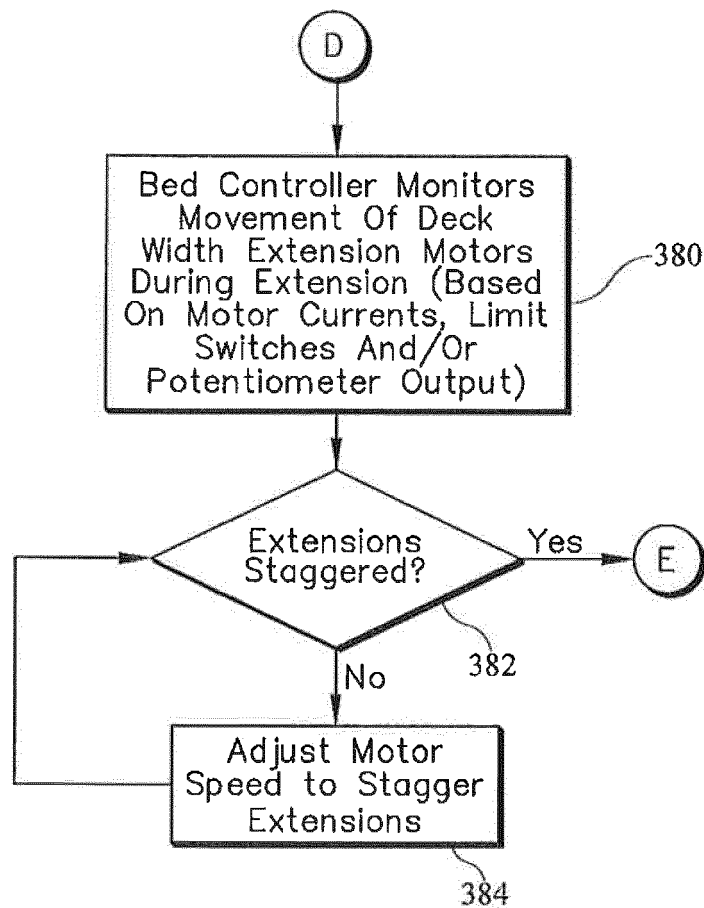 D
Bed Controller Monitors
Movement Of Deck
Width Extension Motors
During Extension (Based
On Motor Currents, Limit
Switches And/Or
Potentiometer Output)
380
Extensions
Staggered?
Yes
E
382
No
Adjust Motor
Speed to Stagger
Extensions
384